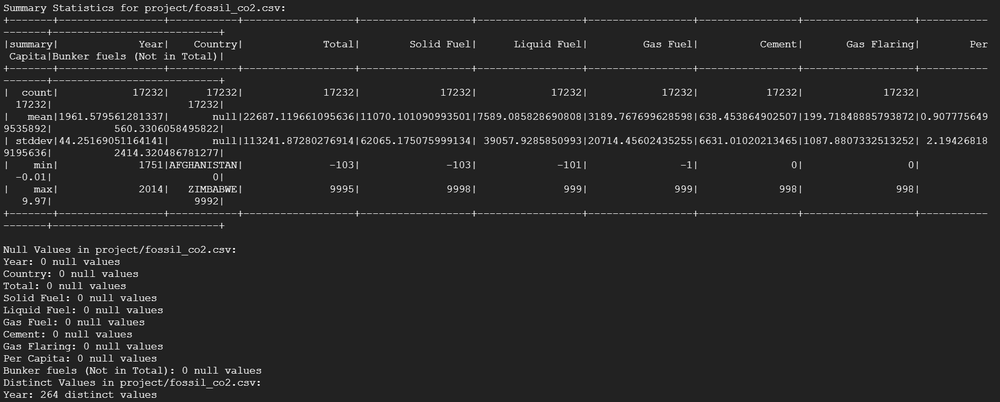 Summary Statistics for project/fossil_co2.csv:
+-------+-----------------+-----------+------------------+------------------+-----------------+-----------------+----------------+------------------+-----------
-------+---------------------------+
|summary|             Year|    Country|             Total|        Solid Fuel|      Liquid Fuel|         Gas Fuel|          Cement|       Gas Flaring|        Per
 Capita|Bunker fuels (Not in Total)|
+-------+-----------------+-----------+------------------+------------------+-----------------+-----------------+----------------+------------------+-----------
-------+---------------------------+
|  count|            17232|      17232|             17232|             17232|            17232|            17232|           17232|             17232|
  17232|                      17232|
|   mean|1961.579561281337|       null|22687.119661095636|11070.101090993501|7589.085828690808|3189.767699628598|638.453864902507|199.71848885793872|0.907775649
9535892|          560.3306058495822|
| stddev|44.25169051164141|       null|113241.87280276914|62065.175075999134| 39057.9285850993|20714.45602435255|6631.01020213465|1087.8807332513252| 2.19426818
9195636|          2414.320486781277|
|    min|             1751|AFGHANISTAN|              -103|              -103|             -101|               -1|               0|                 0|
  -0.01|                          0|
|    max|             2014|   ZIMBABWE|              9995|              9998|              999|              999|             998|               998|
   9.97|                       9992|
+-------+-----------------+-----------+------------------+------------------+-----------------+-----------------+----------------+------------------+-----------
-------+---------------------------+
Null Values in project/fossil_co2.csv:
Year: 0 null values
Country: 0 null values
Total: 0 null values
Solid Fuel: 0 null values
Liquid Fuel: 0 null values
Gas Fuel: 0 null values
Cement: 0 null values
Gas Flaring: 0 null values
Per Capita: 0 null values
Bunker fuels (Not in Total): 0 null values
Distinct Values in project/fossil_co2.csv:
Year: 264 distinct values